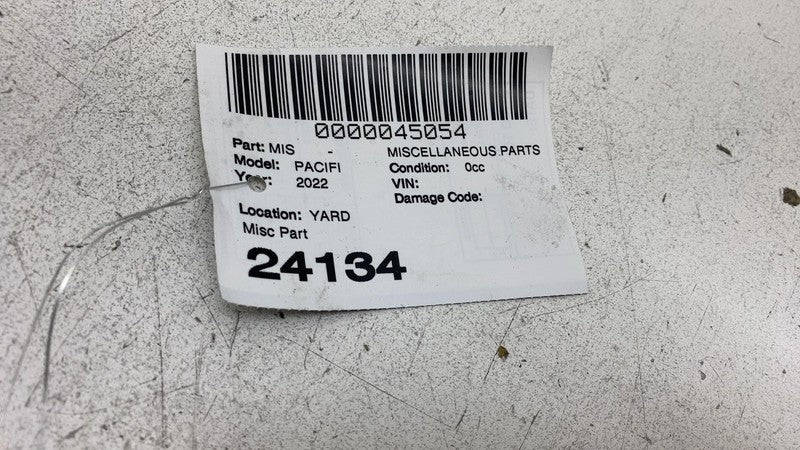 0000045054
Part: MIS - MISCELLANEOUS PARTS
Model: PACIFI Condition: 0cc
Year: 2022 VIN:
Damage Code:
Location: YARD
Misc Part
24134